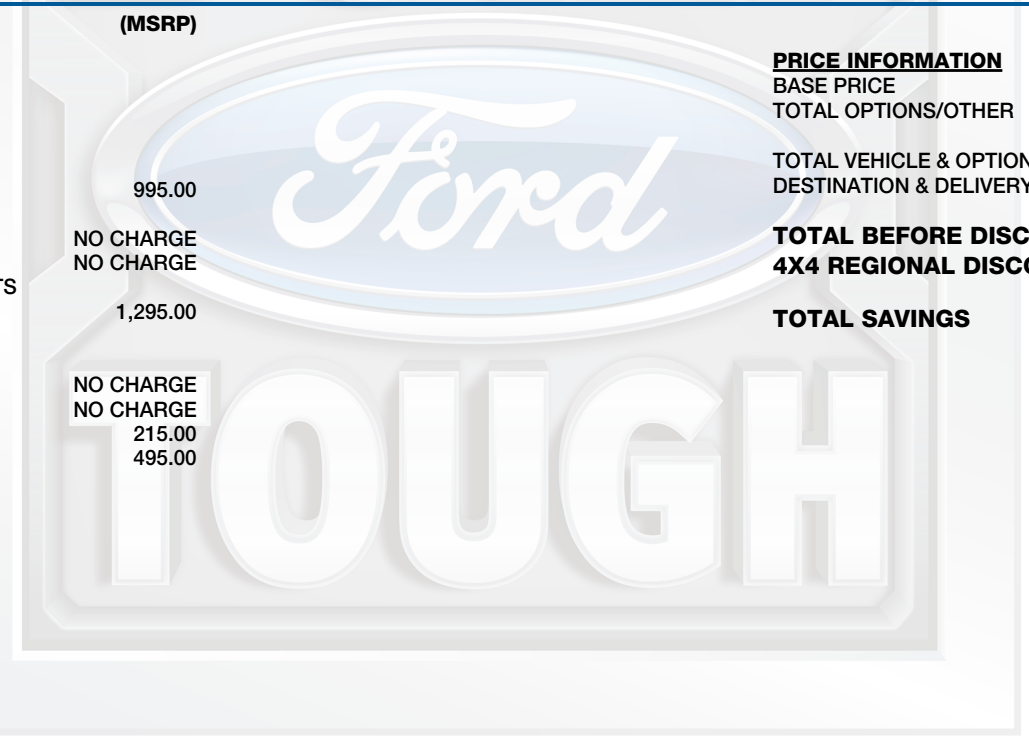 (MSRP)
995.00
NO CHARGE
NO CHARGE
TS
1,295.00
NO CHARGE
NO CHARGE
215.00
495.00
PRICE INFORMATION
BASE PRICE
TOTAL OPTIONS/OTHER
TOTAL VEHICLE & OPTION
DESTINATION & DELIVERY
TOTAL BEFORE DISC
4X4 REGIONAL DISCO
TOTAL SAVINGS
Ford
TOUGH